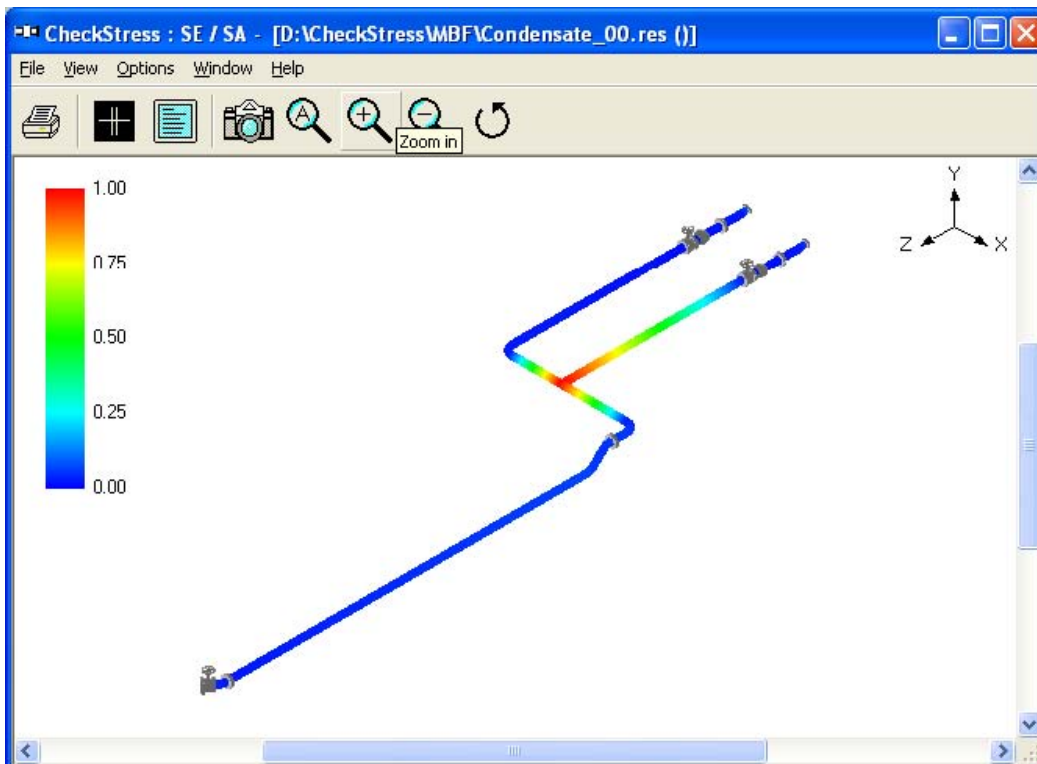 CheckStress : SE / SA - [D:\CheckStress\MBF\Condensate_00.res ()]
File View Options Window Help
A
Zoom in
1.00
0.75
0.50
0.25
0.00
Y
Z X